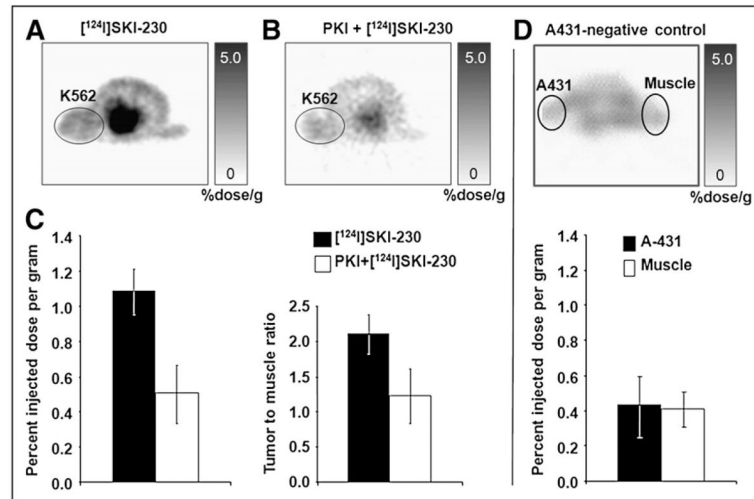 A
[¹²⁴I]SKI-230
K562
5.0
0
%dose/g
B
PKI + [¹²⁴I]SKI-230
K562
5.0
0
%dose/g
C
Percent injected dose per gram
1.4
1.2
1.0
0.8
0.6
0.4
0.2
0.0
[¹²⁴I]SKI-230
PKI+[¹²⁴I]SKI-230
Tumor to muscle ratio
2.5
2.0
1.5
1.0
0.5
0.0
D
A431-negative control
A431
Muscle
5.0
0
%dose/g
A-431
Muscle
Percent injected dose per gram
1.4
1.2
1.0
0.8
0.6
0.4
0.2
0.0